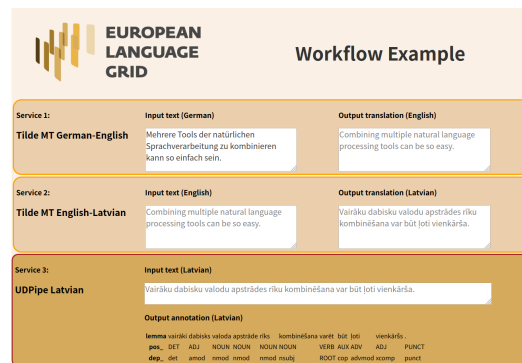 EUROPEAN
LANGUAGE
GRID
Workflow Example
Service 1:
Input text (German)
Output translation (English)
Tilde MT German-English
Mehrere Tools der natürlichen
Sprachverarbeitung zu kombinieren
kann so einfach sein.
Combining multiple natural language
processing tools can be so easy.
Service 2:
Input text (English)
Output translation (Latvian)
Tilde MT English-Latvian
Combining multiple natural language
processing tools can be so easy.
Vairāku dabisku valodu apstrādes rīku
kombinēšana var būt ļoti vienkārša.
Service 3:
Input text (Latvian)
UDPipe Latvian
Vairāku dabisku valodu apstrādes rīku kombinēšana var būt ļoti vienkārša.
Output annotation (Latvian)
lemma vairāki dabisks valoda apstrāde rīks kombinēšana varēt būt ļoti vienkāršs .
pos_ DET ADJ NOUN NOUN NOUN NOUN VERB AUX ADV ADJ PUNCT
dep_ det amod nmod nmod nmod nsubj ROOT cop advmod xcomp punct